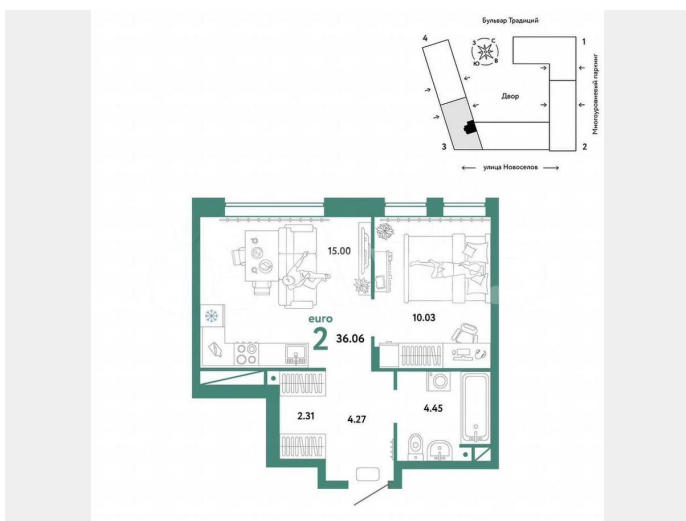 Бульвар Традиций
4
1
З С
Ю В
Двор
Многоуровневый паркинг
3
2
улица Новоселов
15.00
euro
2 36.06
10.03
2.31
4.27
4.45